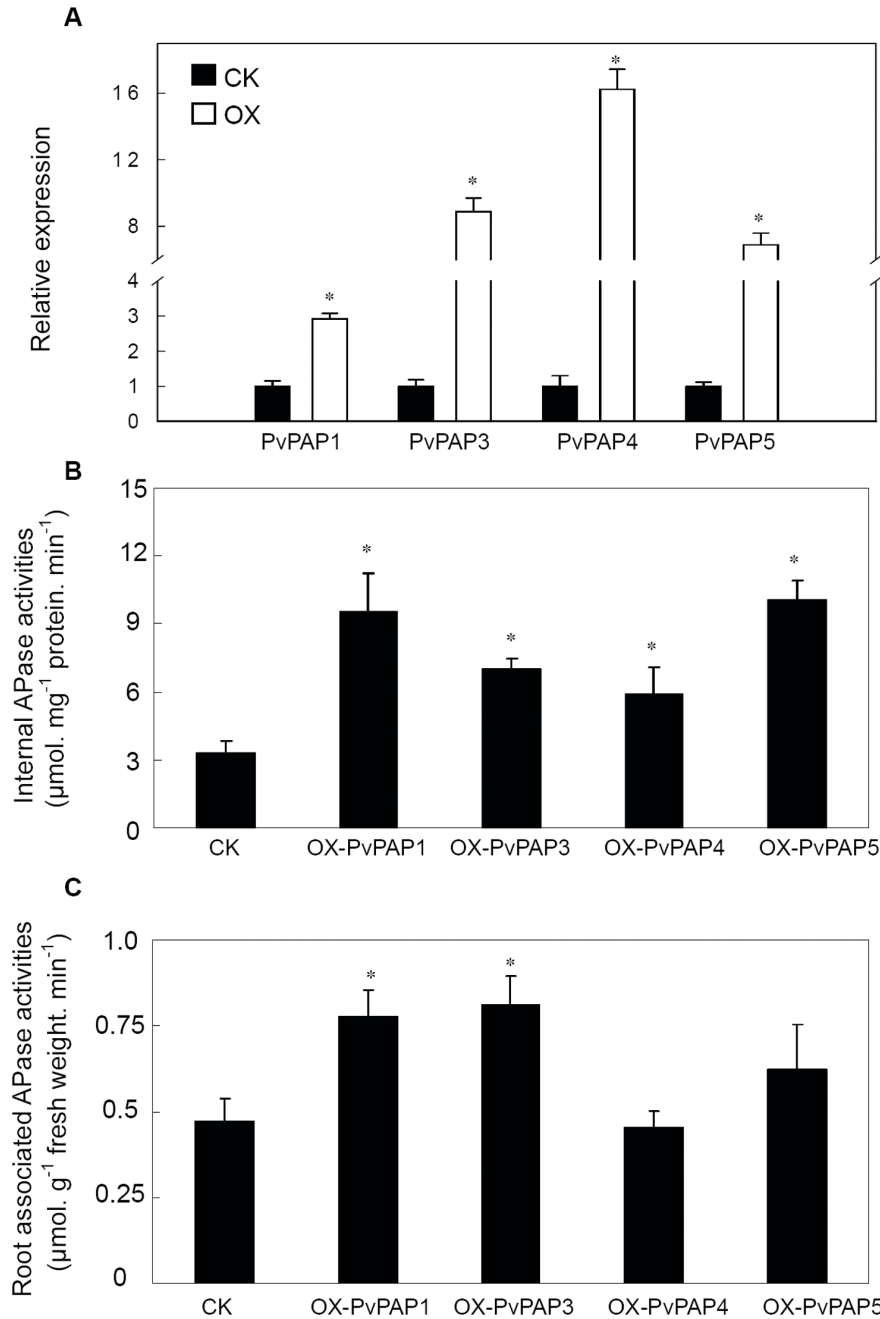 A
CK
OX
Relative expression
16
12
8
4
3
2
1
0
*
*
*
*
PvPAP1 PvPAP3 PvPAP4 PvPAP5
B
Internal APase activities
(µmol. mg⁻¹ protein. min⁻¹)
15
12
9
6
3
0
* * * *
CK OX-PvPAP1 OX-PvPAP3 OX-PvPAP4 OX-PvPAP5
C
Root associated APase activities
(µmol. g⁻¹ fresh weight. min⁻¹)
1.0
0.75
0.5
0.25
0
* *
CK OX-PvPAP1 OX-PvPAP3 OX-PvPAP4 OX-PvPAP5